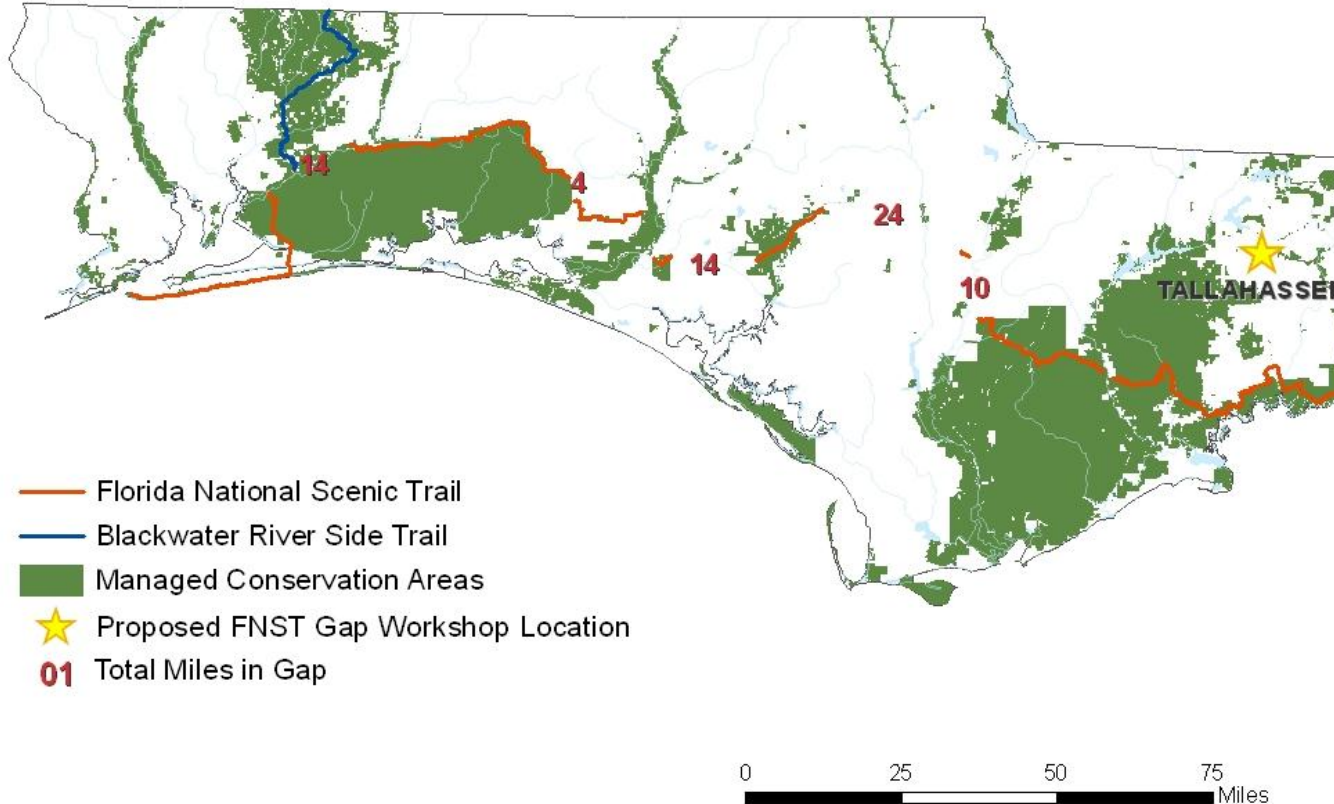 14
4
24
14
10
TALLAHASSEE
Florida National Scenic Trail
Blackwater River Side Trail
Managed Conservation Areas
Proposed FNST Gap Workshop Location
01 Total Miles in Gap
0 25 50 75
Miles